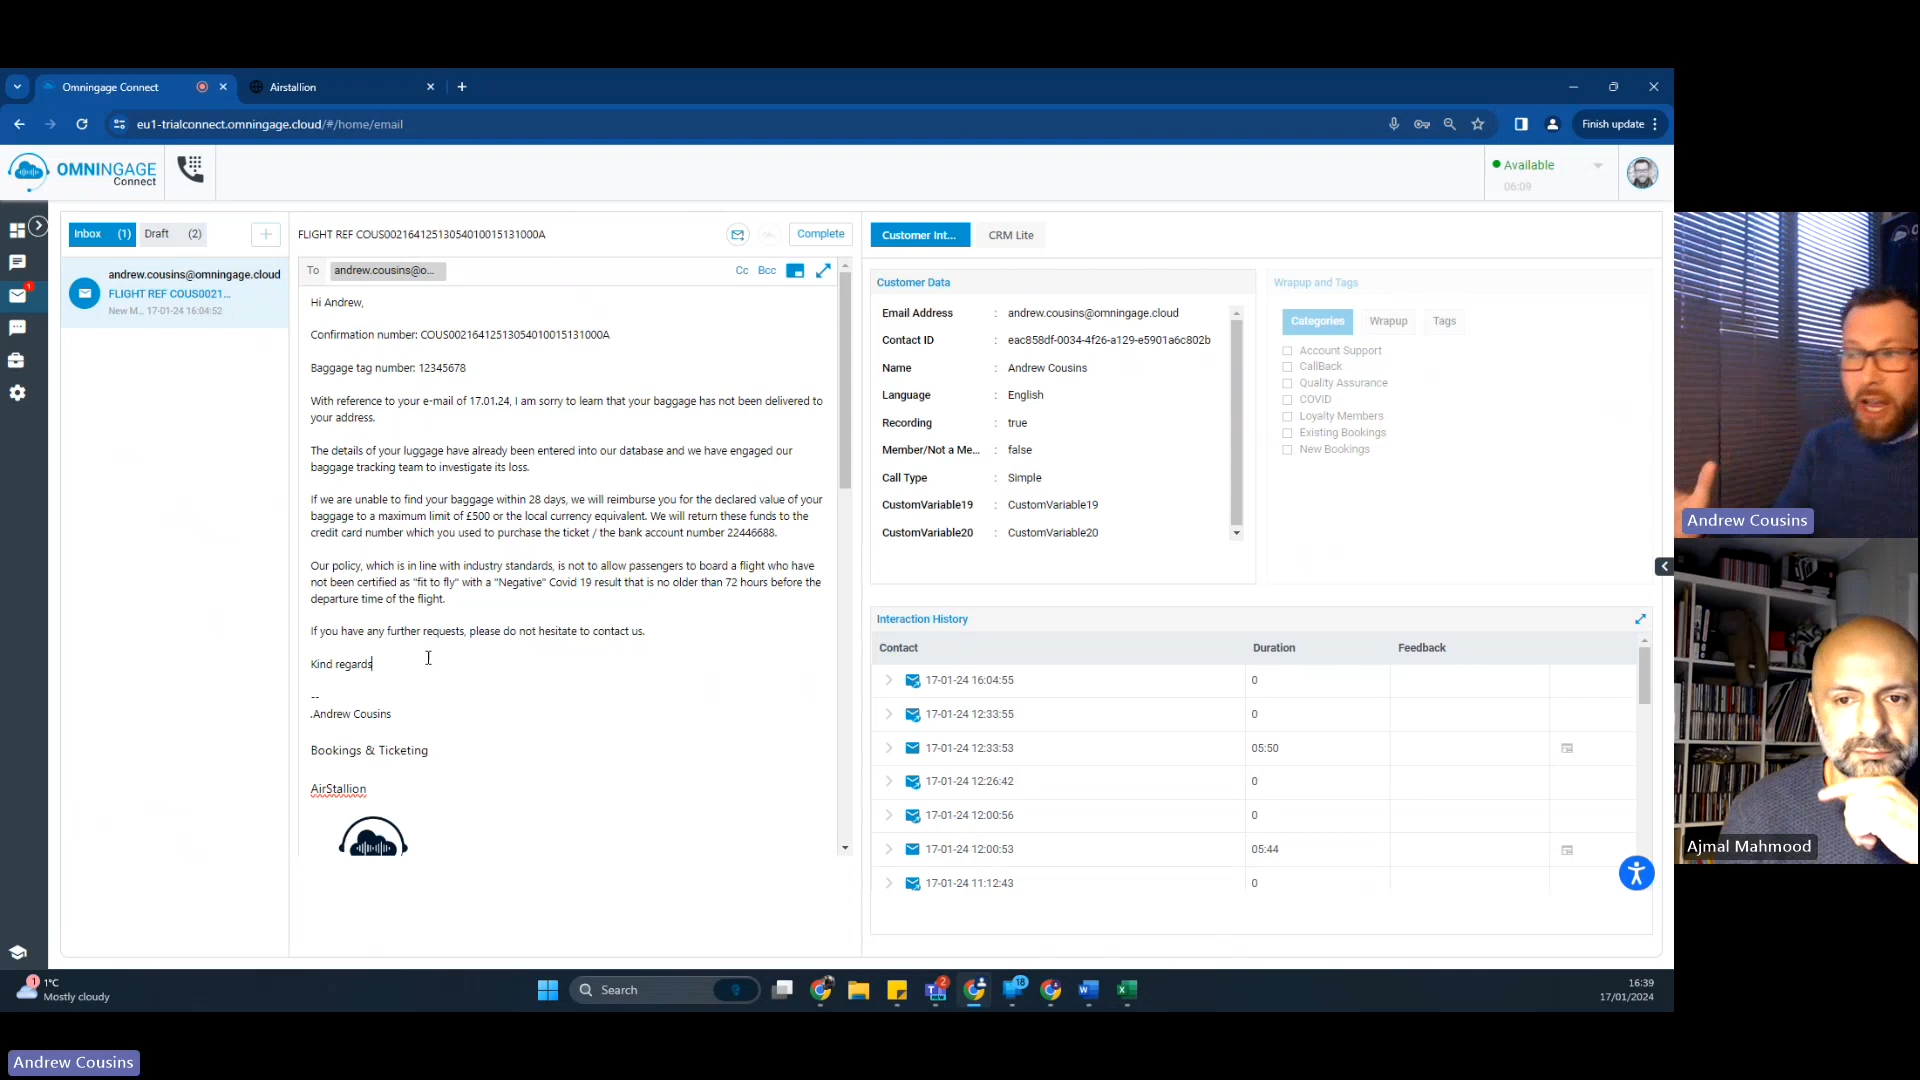 Omningage Connect
Airstallion
eu1-trialconnect.omningage.cloud/#/home/email
Finish update
OMNINGAGE
Connect
Available
06:09
Inbox (1)
Draft (2)
FLIGHT REF COUS00216412513054010015131000A
Complete
Customer Int...
CRM Lite
andrew.cousins@omningage.cloud
FLIGHT REF COUS0021...
New M... 17-01-24 16:04:52
To
andrew.cousins@o...
Cc
Bcc
Hi Andrew,
Confirmation number: COUS00216412513054010015131000A
Baggage tag number: 12345678
With reference to your e-mail of 17.01.24, I am sorry to learn that your baggage has not been delivered to
your address.
The details of your luggage have already been entered into our database and we have engaged our
baggage tracking team to investigate its loss.
If we are unable to find your baggage within 28 days, we will reimburse you for the declared value of your
baggage to a maximum limit of £500 or the local currency equivalent. We will return these funds to the
credit card number which you used to purchase the ticket / the bank account number 22446688.
Our policy, which is in line with industry standards, is not to allow passengers to board a flight who have
not been certified as "fit to fly" with a "Negative" Covid 19 result that is no older than 72 hours before the
departure time of the flight.
If you have any further requests, please do not hesitate to contact us.
Kind regards
--
.Andrew Cousins
Bookings & Ticketing
AirStallion
Customer Data
Email Address : andrew.cousins@omningage.cloud
Contact ID : eac858df-0034-4f26-a129-e5901a6c802b
Name : Andrew Cousins
Language : English
Recording : true
Member/Not a Me... : false
Call Type : Simple
CustomVariable19 : CustomVariable19
CustomVariable20 : CustomVariable20
Wrapup and Tags
Categories
Wrapup
Tags
Account Support
CallBack
Quality Assurance
COVID
Loyalty Members
Existing Bookings
New Bookings
Interaction History
Contact Duration Feedback
17-01-24 16:04:55 0
17-01-24 12:33:55 0
17-01-24 12:33:53 05:50
17-01-24 12:26:42 0
17-01-24 12:00:56 0
17-01-24 12:00:53 05:44
17-01-24 11:12:43 0
Andrew Cousins
Ajmal Mahmood
1
1°C
Mostly cloudy
Search
2
18
16:39
17/01/2024
Andrew Cousins